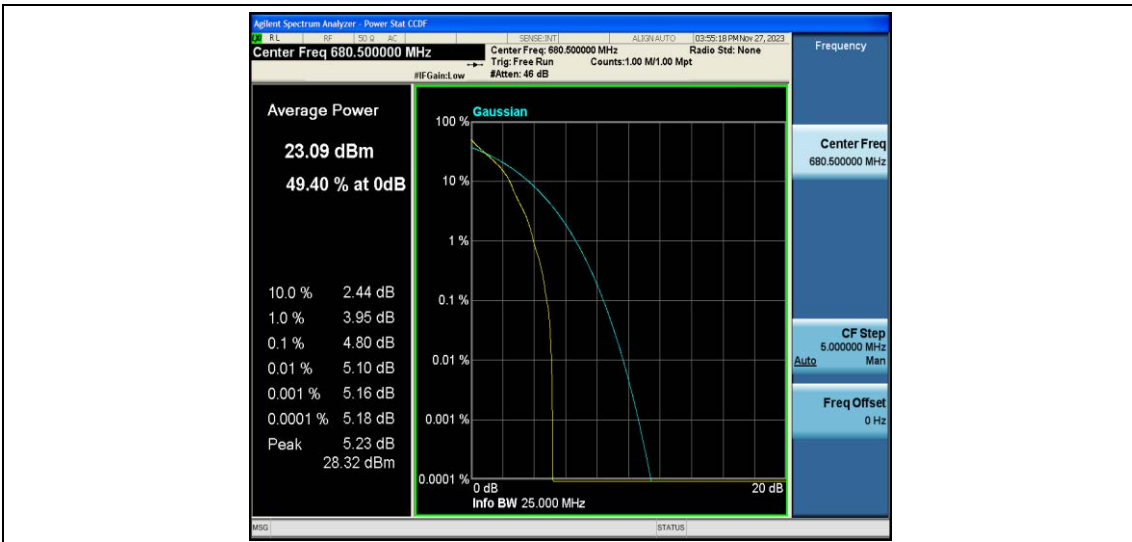 Agilent Spectrum Analyzer - Power Stat CCDF
RL RF 50 Ω AC SENSE:INT ALIGN AUTO 03:55:18 PM Nov 27, 2023
Center Freq 680.500000 MHz
Center Freq: 680.500000 MHz Radio Std: None
Trig: Free Run Counts:1.00 M/1.00 Mpt
#IFGain:Low #Atten: 46 dB
Frequency
Average Power
23.09 dBm
49.40 % at 0dB
10.0 % 2.44 dB
1.0 % 3.95 dB
0.1 % 4.80 dB
0.01 % 5.10 dB
0.001 % 5.16 dB
0.0001 % 5.18 dB
Peak 5.23 dB
28.32 dBm
Gaussian
100 %
10 %
1 %
0.1 %
0.01 %
0.001 %
0.0001 %
0 dB 20 dB
Info BW 25.000 MHz
Center Freq
680.500000 MHz
CF Step
5.000000 MHz
Auto Man
Freq Offset
0 Hz
MSG STATUS